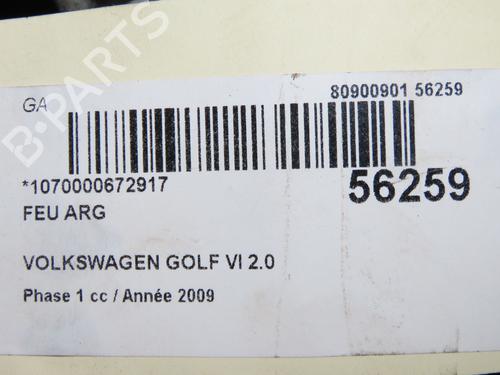 GA
80900901 56259
*1070000672917
56259
FEU ARG
VOLKSWAGEN GOLF VI 2.0
Phase 1 cc / Année 2009
B-PARTS